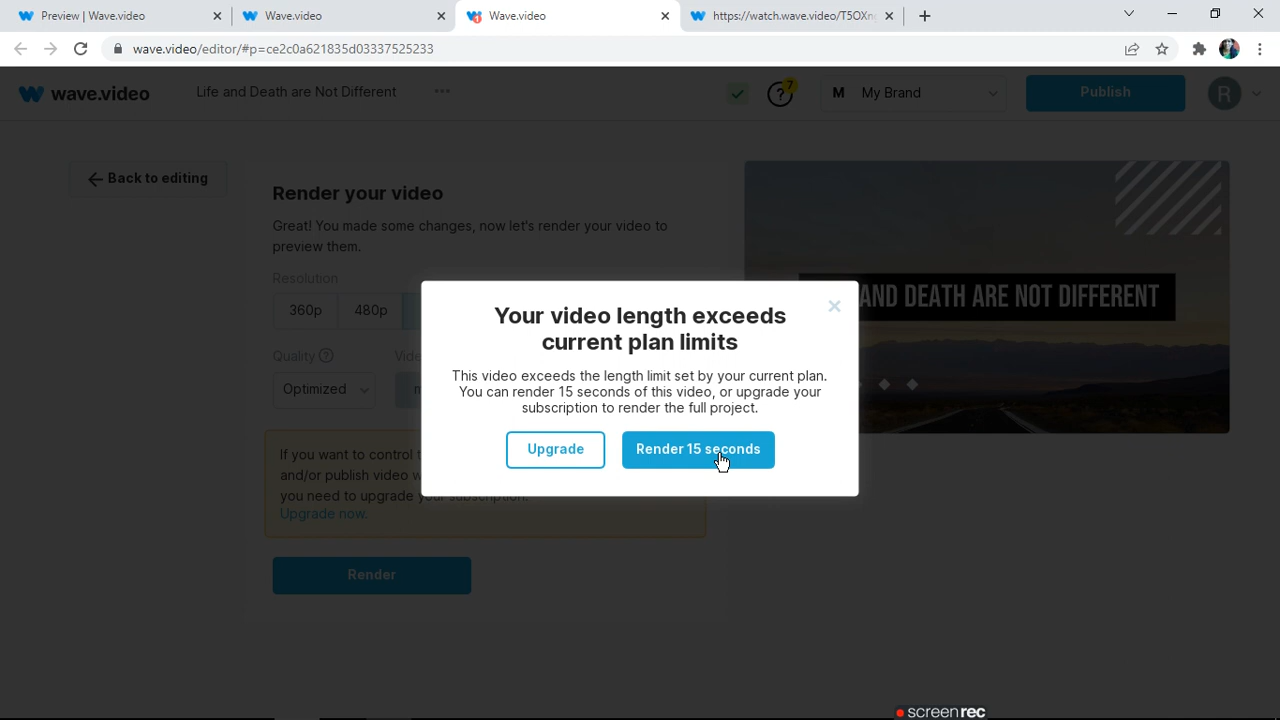 Preview | Wave.video
Wave.video
Wave.video
https://watch.wave.video/T5OXn
wave.video/editor/#p=ce2c0a621835d03337525233
wave.video
Life and Death are Not Different
•••
?
7
M My Brand
Publish
R
Back to editing
Render your video
Great! You made some changes, now let's render your video to
preview them.
Resolution
360p
480p
Quality ?
Vide
Optimized
If you want to control
and/or publish video
you need to upgrade your subscription.
Upgrade now.
Render
AND DEATH ARE NOT DIFFERENT
Your video length exceeds
current plan limits
This video exceeds the length limit set by your current plan.
You can render 15 seconds of this video, or upgrade your
subscription to render the full project.
Upgrade
Render 15 seconds
screenrec